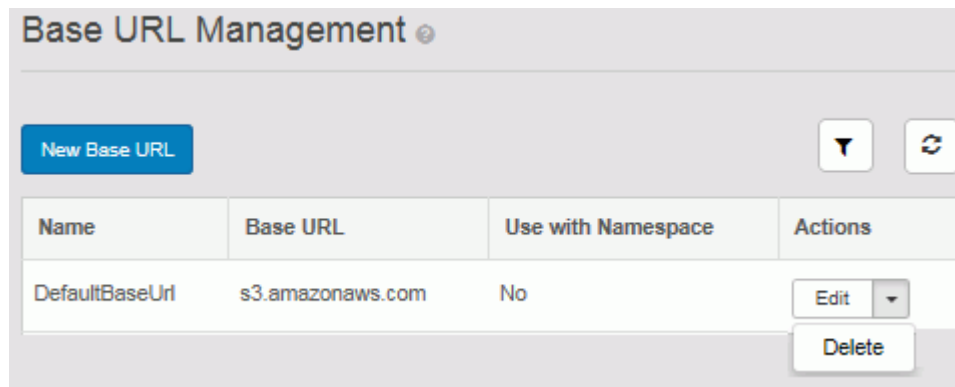 Base URL Management
New Base URL
Name Base URL Use with Namespace Actions
DefaultBaseUrl s3.amazonaws.com No Edit
Delete